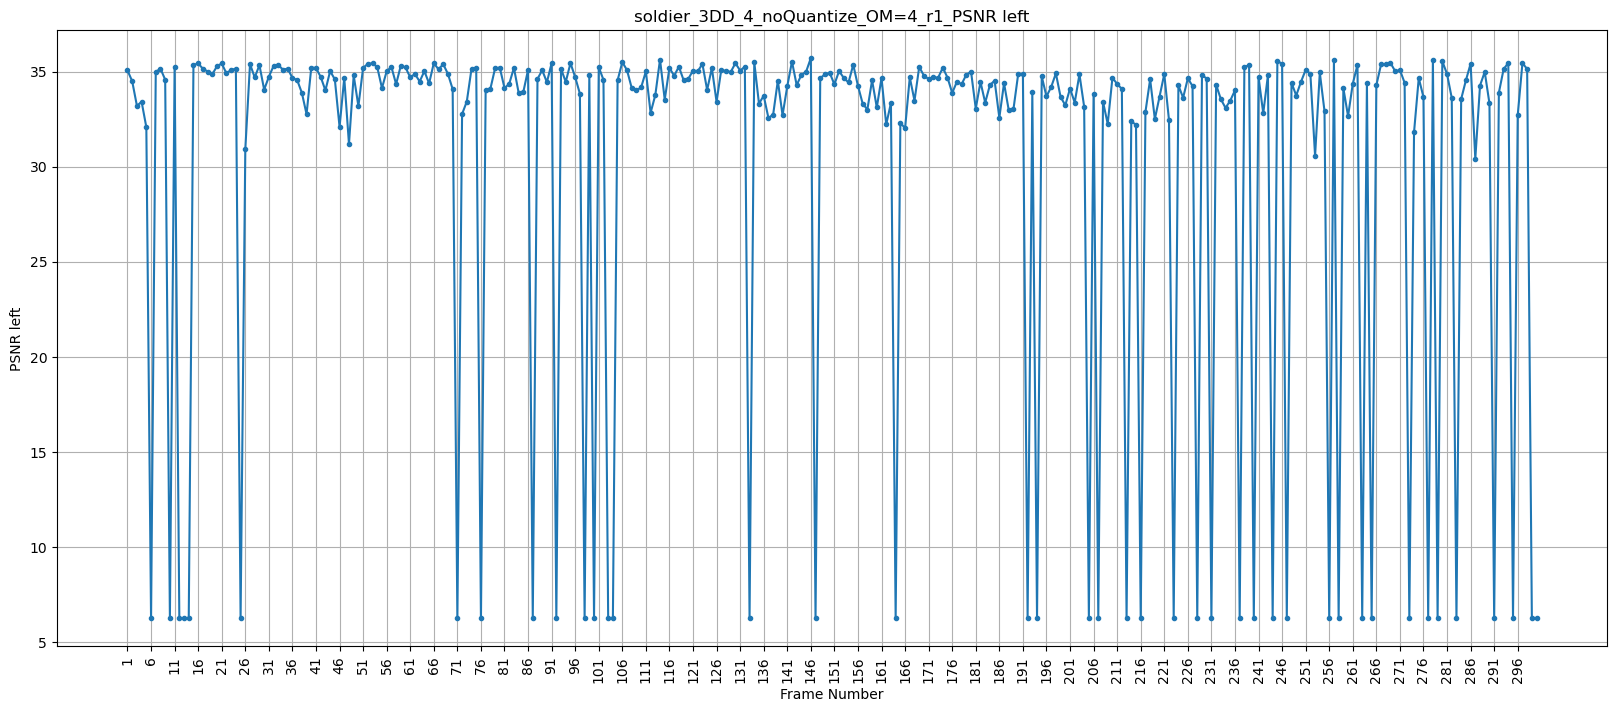 soldier_3DD_4_noQuantize_OM=4_r1_PSNR left
PSNR left
35
30
25
20
15
10
5
1 6 11 16 21 26 31 36 41 46 51 56 61 66 71 76 81 86 91 96 101 106 111 116 121 126 131 136 141 146 151 156 161 166 171 176 181 186 191 196 201 206 211 216 221 226 231 236 241 246 251 256 261 266 271 276 281 286 291 296
Frame Number